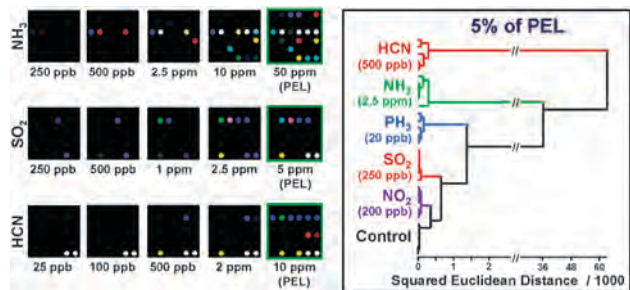 NH3
250 ppb 500 ppb 2.5 ppm 10 ppm 50 ppm
(PEL)
SO2
250 ppb 500 ppb 1 ppm 2.5 ppm 5 ppm
(PEL)
HCN
25 ppb 100 ppb 500 ppb 2 ppm 10 ppm
(PEL)
5% of PEL
HCN
(500 ppb)
NH3
(2.5 ppm)
PH3
(20 ppb)
SO2
(250 ppb)
NO2
(200 ppb)
Control
0 1 2 36 48 60
Squared Euclidean Distance / 1000